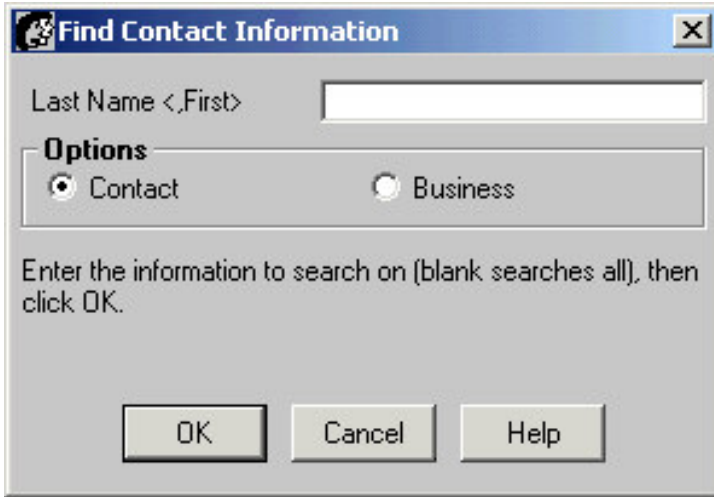 Find Contact Information
Last Name <,First>
Options
Contact Business
Enter the information to search on (blank searches all), then
click OK.
OK Cancel Help